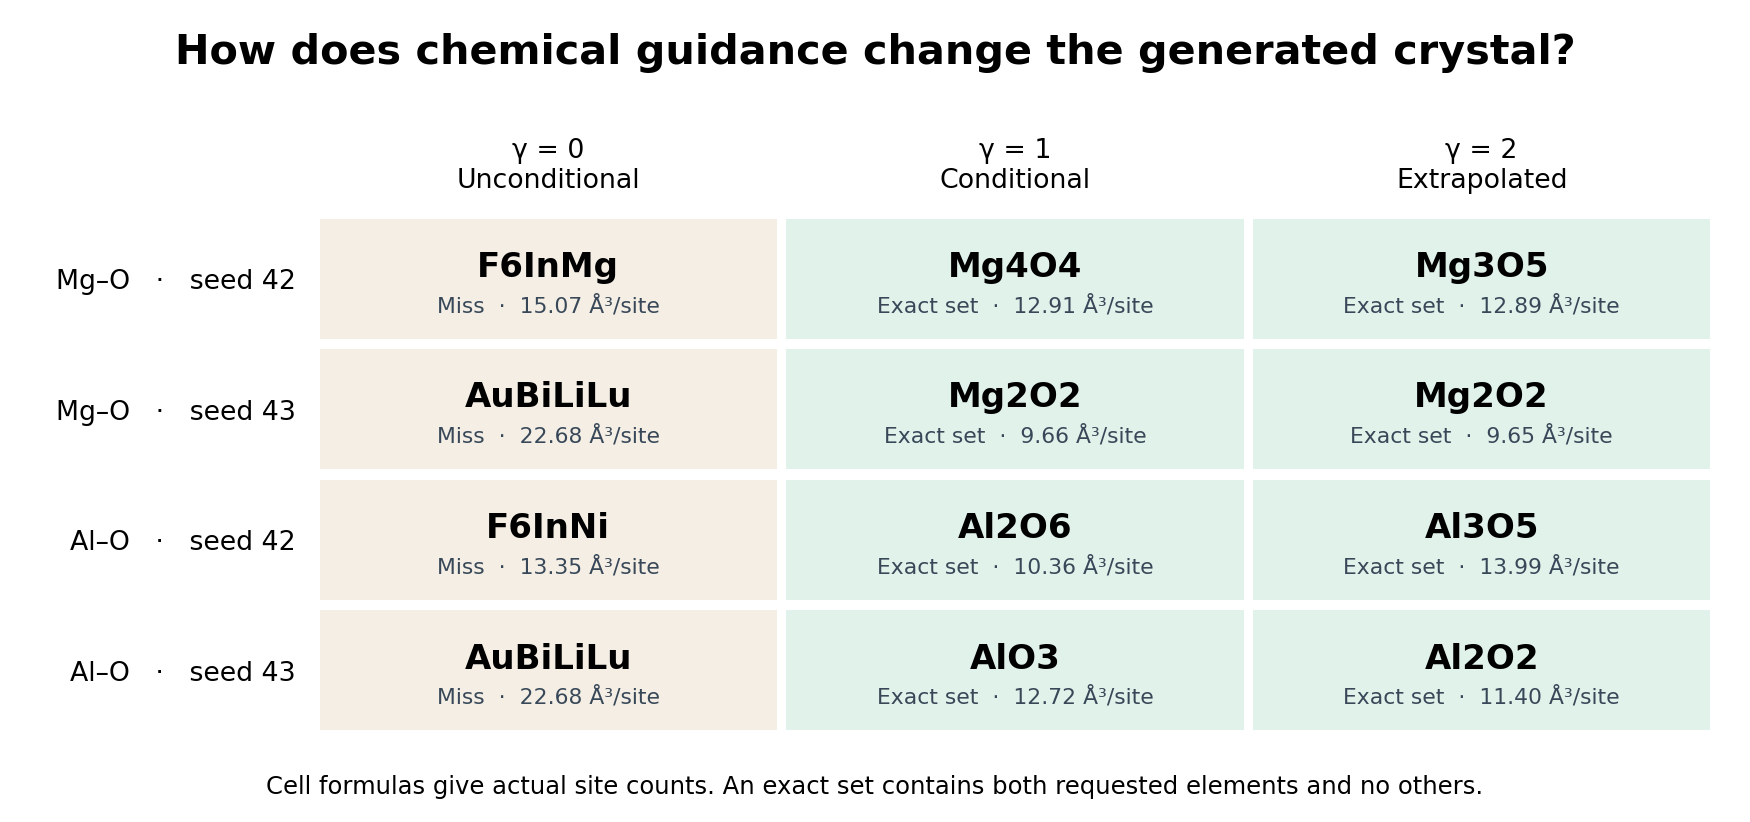 How does chemical guidance change the generated crystal?
γ = 0
Unconditional
γ = 1
Conditional
γ = 2
Extrapolated
Mg–O · seed 42
F6InMg
Miss · 15.07 Å³/site
Mg4O4
Exact set · 12.91 Å³/site
Mg3O5
Exact set · 12.89 Å³/site
Mg–O · seed 43
AuBiLiLu
Miss · 22.68 Å³/site
Mg2O2
Exact set · 9.66 Å³/site
Mg2O2
Exact set · 9.65 Å³/site
Al–O · seed 42
F6InNi
Miss · 13.35 Å³/site
Al2O6
Exact set · 10.36 Å³/site
Al3O5
Exact set · 13.99 Å³/site
Al–O · seed 43
AuBiLiLu
Miss · 22.68 Å³/site
AlO3
Exact set · 12.72 Å³/site
Al2O2
Exact set · 11.40 Å³/site
Cell formulas give actual site counts. An exact set contains both requested elements and no others.